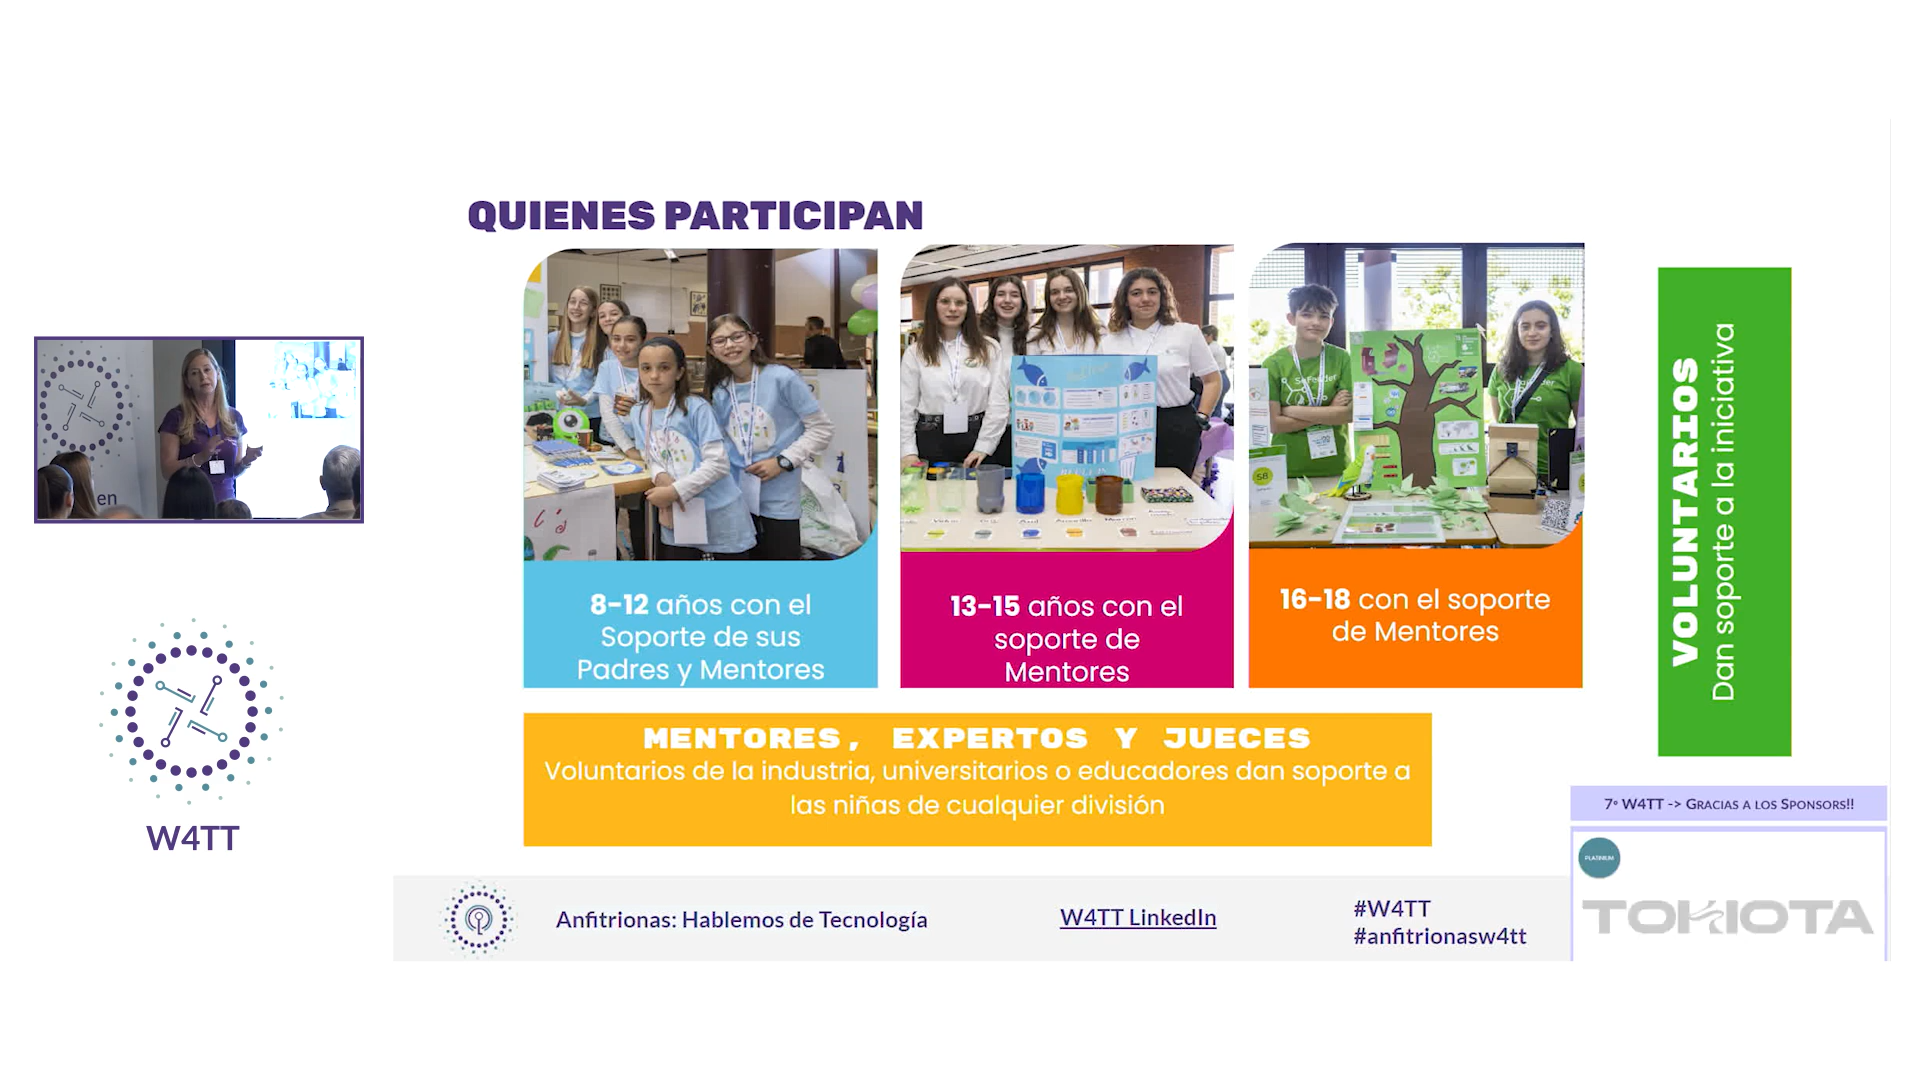 QUIENES PARTICIPAN
en
8-12 años con el
Soporte de sus
Padres y Mentores
13-15 años con el
soporte de
Mentores
16-18 con el soporte
de Mentores
VOLUNTARIOS
Dan soporte a la iniciativa
MENTORES, EXPERTOS Y JUECES
Voluntarios de la industria, universitarios o educadores dan soporte a
las niñas de cualquier división
W4TT
7º W4TT -> GRACIAS A LOS SPONSORS!!
PLATINIUM
TOKIOTA
Anfitrionas: Hablemos de Tecnología
W4TT LinkedIn
#W4TT
#anfitrionasw4tt